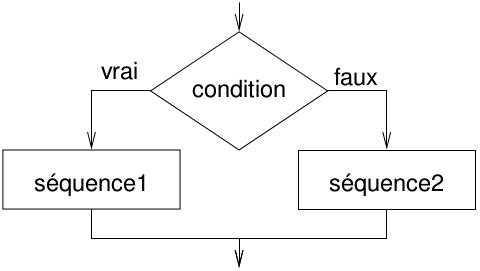 vrai
faux
condition
séquence1
séquence2